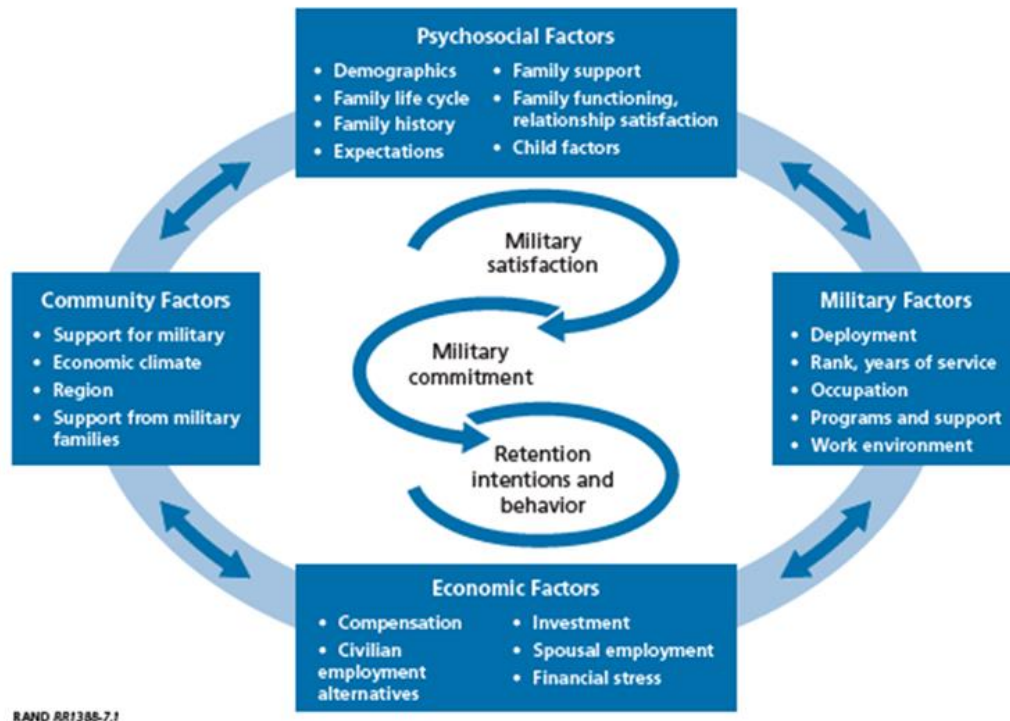 Psychosocial Factors
• Demographics
• Family life cycle
• Family history
• Expectations
• Family support
• Family functioning,
relationship satisfaction
• Child factors
Community Factors
• Support for military
• Economic climate
• Region
• Support from military
families
Military
satisfaction
Military
commitment
Retention
intentions and
behavior
Military Factors
• Deployment
• Rank, years of service
• Occupation
• Programs and support
• Work environment
Economic Factors
• Compensation
• Civilian
employment
alternatives
• Investment
• Spousal employment
• Financial stress
RAND RR1388-7.1